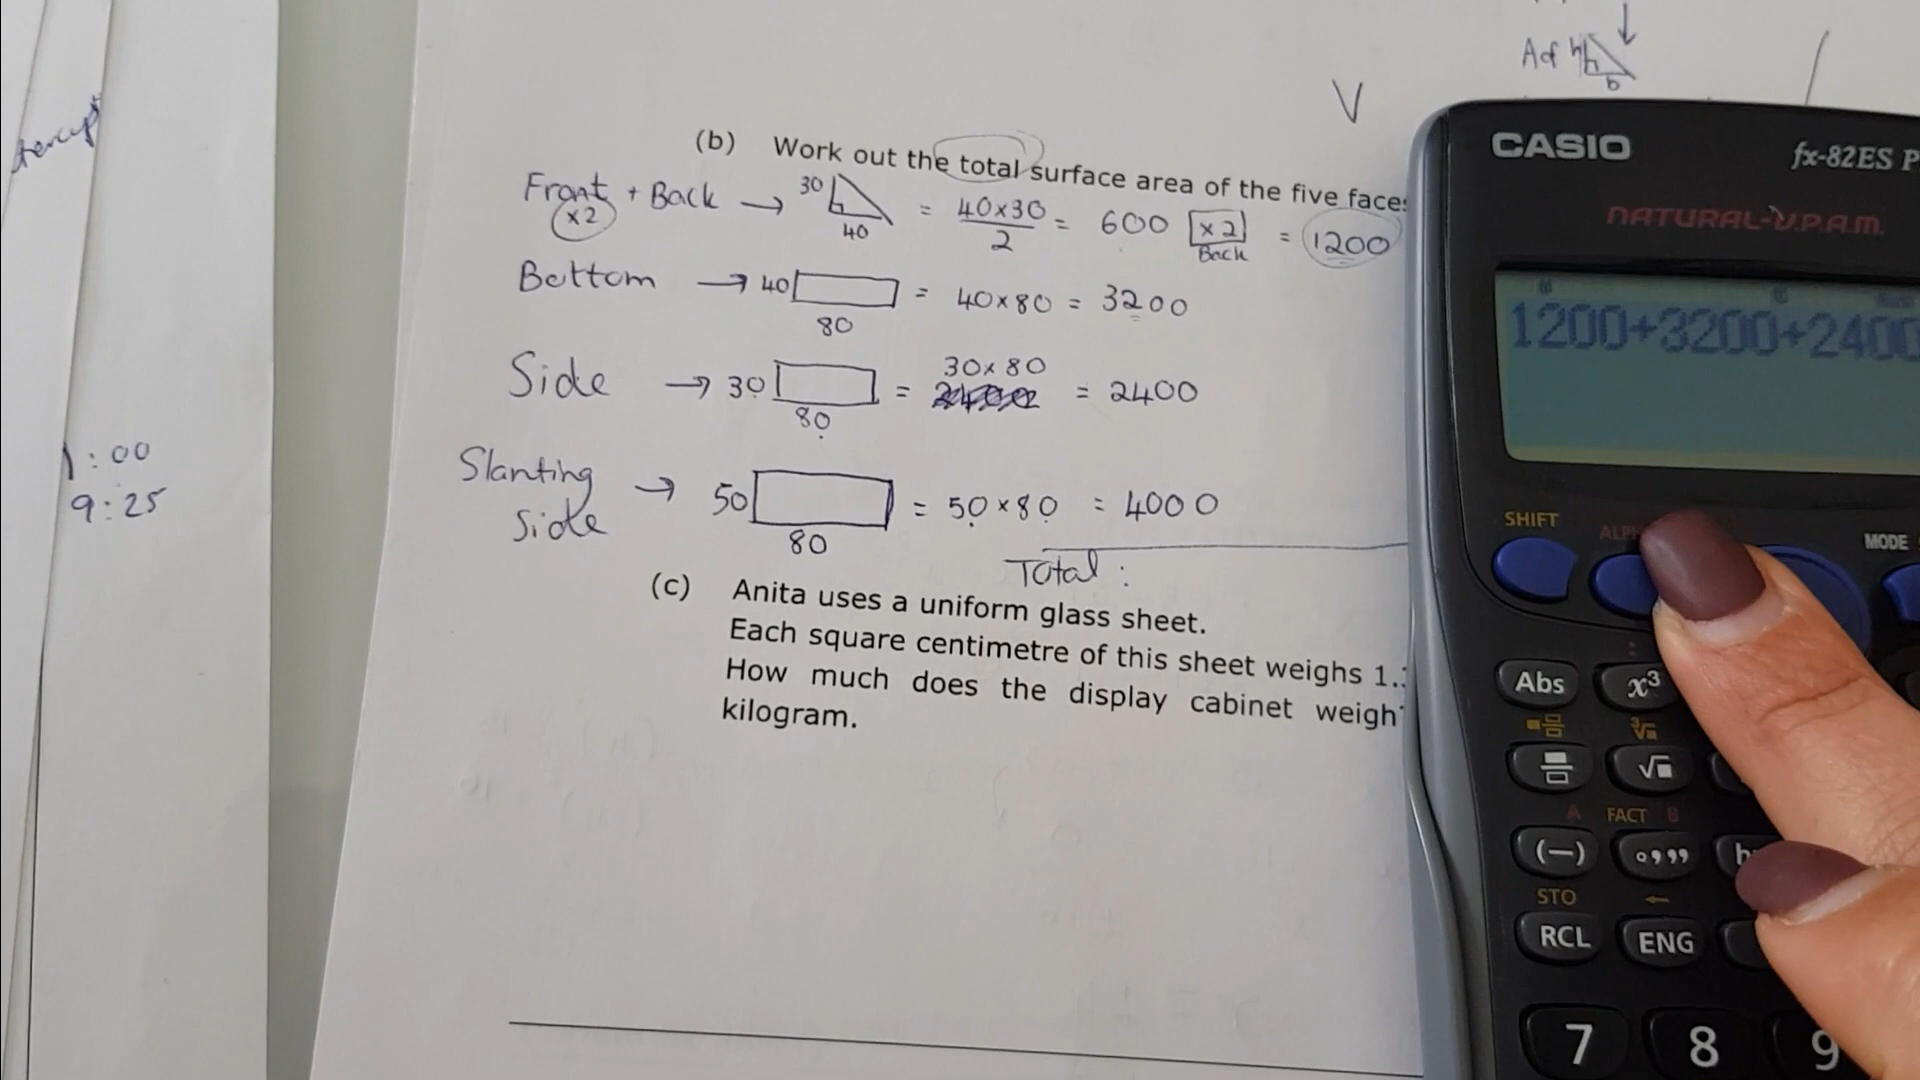 A of h b
V
(b) Work out the total surface area of the five faces
Front + Back → 30 40 = 40×30 / 2 = 600 ×2 Back = 1200
×2
Bottom → 40 80 = 40×80 = 3200
Side → 30 80 = 30×80 = 2400
Slanting side → 50 80 = 50×80 = 4000
Total :
(c) Anita uses a uniform glass sheet.
Each square centimetre of this sheet weighs 1.
How much does the display cabinet weigh
kilogram.
1:00
9:25
CASIO fx-82ES P
NATURAL-V.P.A.M.
1200+3200+2400
SHIFT MODE
Abs x³
³√■
√■
A FACT B
(−) °,,,
STO ←
RCL ENG
7 8 9